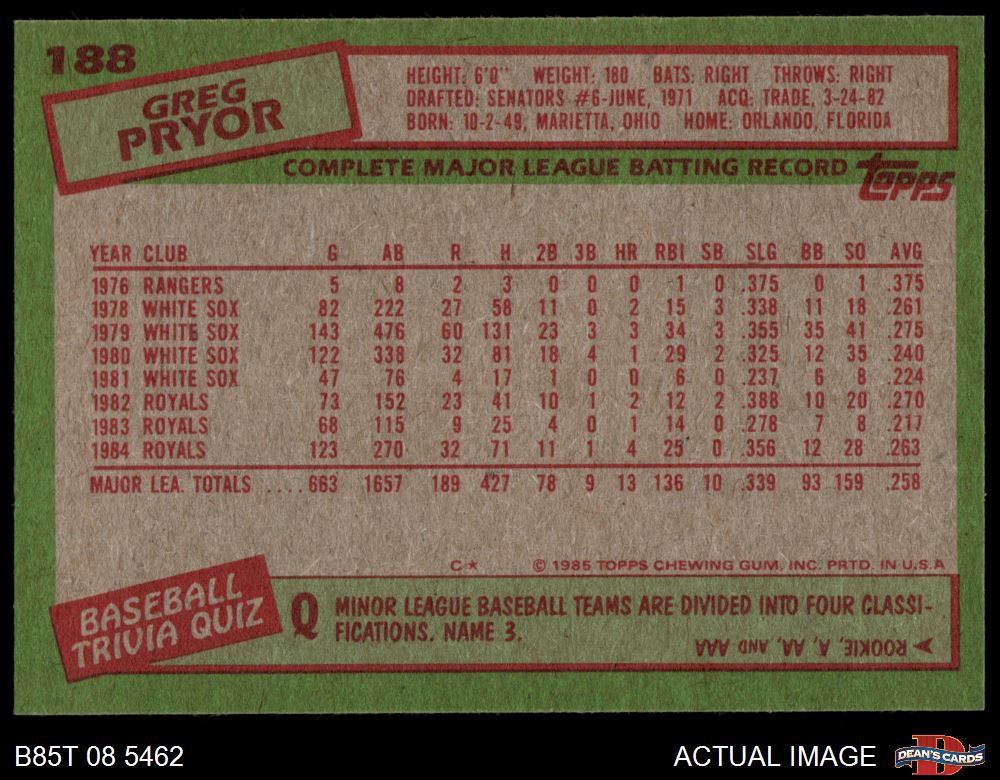 188
GREG
PRYOR
HEIGHT: 6'0" WEIGHT: 180 BATS: RIGHT THROWS: RIGHT
DRAFTED: SENATORS #6-JUNE, 1971 ACQ: TRADE, 3-24-82
BORN: 10-2-49, MARIETTA, OHIO HOME: ORLANDO, FLORIDA
COMPLETE MAJOR LEAGUE BATTING RECORD
TOPPS
YEAR CLUB G AB R H 2B 3B HR RBI SB SLG BB SO AVG
1976 RANGERS 5 8 2 3 0 0 0 1 0 .375 0 1 .375
1978 WHITE SOX 82 222 27 58 11 0 2 15 3 .338 11 18 .261
1979 WHITE SOX 143 476 60 131 23 3 3 34 3 .355 35 41 .275
1980 WHITE SOX 122 338 32 81 18 4 1 29 2 .325 12 35 .240
1981 WHITE SOX 47 76 4 17 1 0 0 6 0 .237 6 8 .224
1982 ROYALS 73 152 23 41 10 1 2 12 2 .388 10 20 .270
1983 ROYALS 68 115 9 25 4 0 1 14 0 .278 7 8 .217
1984 ROYALS 123 270 32 71 11 1 4 25 0 .356 12 28 .263
MAJOR LEA. TOTALS ....663 1657 189 427 78 9 13 136 10 .339 93 159 .258
C★ © 1985 TOPPS CHEWING GUM, INC. PRTD. IN U.S.A
BASEBALL
TRIVIA QUIZ
Q MINOR LEAGUE BASEBALL TEAMS ARE DIVIDED INTO FOUR CLASSI-
FICATIONS. NAME 3.
ROOKIE, A, AA, AND AAA
B85T 08 5462
ACTUAL IMAGE
D
DEAN'S CARDS